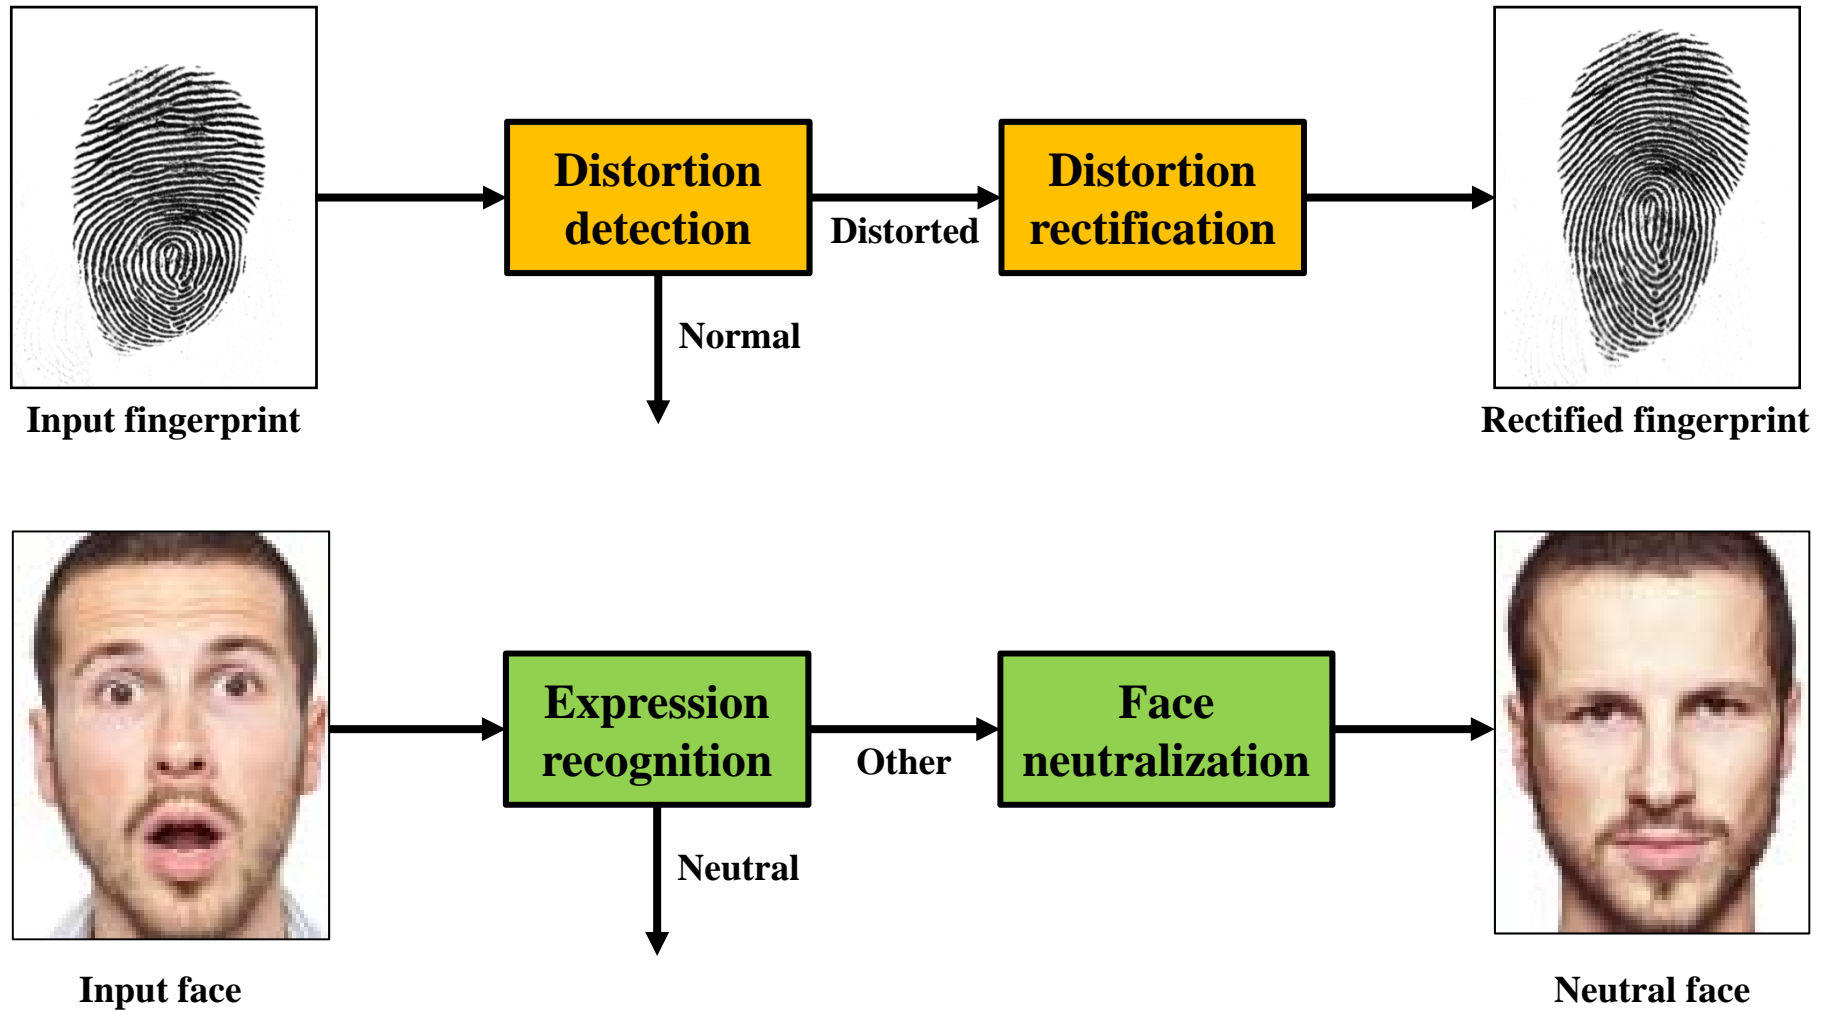 Distortion
detection
Distorted
Distortion
rectification
Normal
Input fingerprint
Rectified fingerprint
Expression
recognition
Other
Face
neutralization
Neutral
Input face
Neutral face